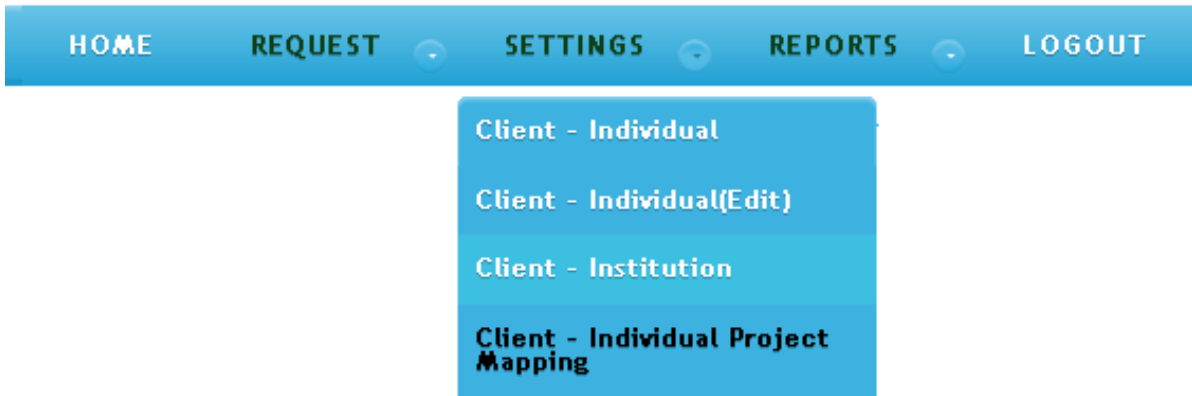 HOME REQUEST SETTINGS REPORTS LOGOUT
Client - Individual
Client - Individual(Edit)
Client - Institution
Client - Individual Project
Mapping